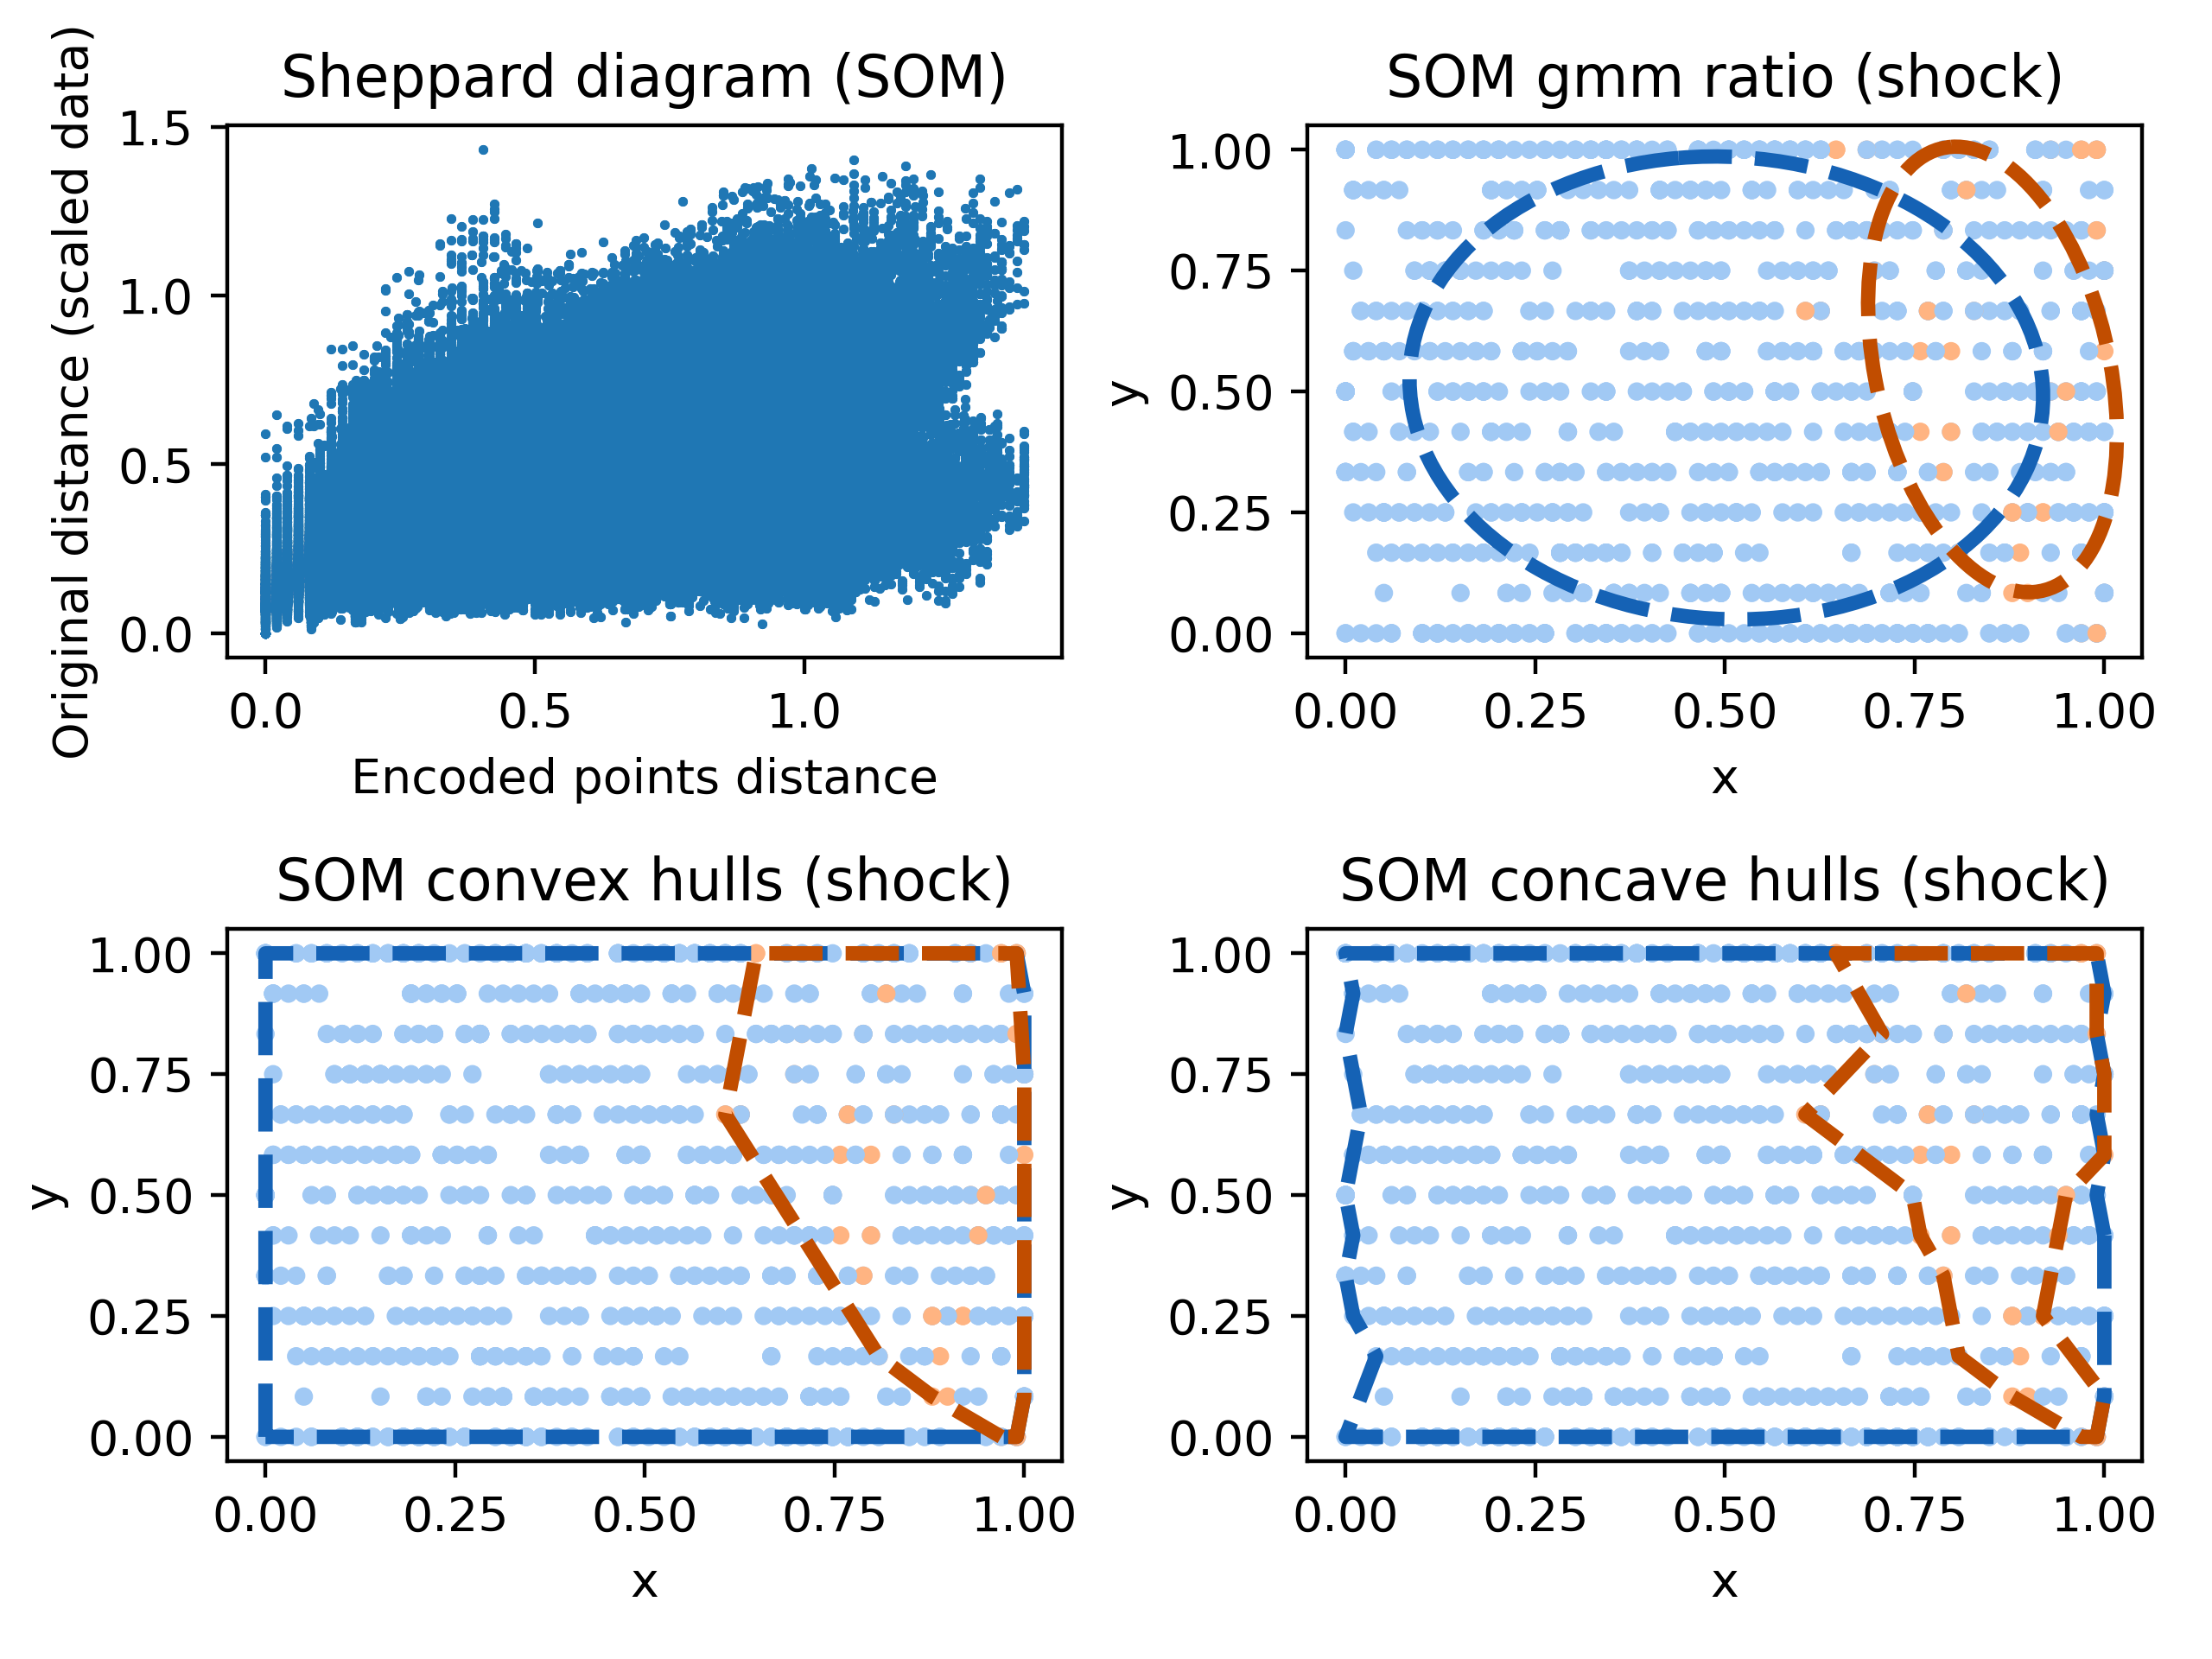 Sheppard diagram (SOM)
Original distance (scaled data)
1.5
1.0
0.5
0.0
0.0 0.5 1.0
Encoded points distance
SOM gmm ratio (shock)
y
1.00
0.75
0.50
0.25
0.00
0.00 0.25 0.50 0.75 1.00
x
SOM convex hulls (shock)
y
1.00
0.75
0.50
0.25
0.00
0.00 0.25 0.50 0.75 1.00
x
SOM concave hulls (shock)
y
1.00
0.75
0.50
0.25
0.00
0.00 0.25 0.50 0.75 1.00
x